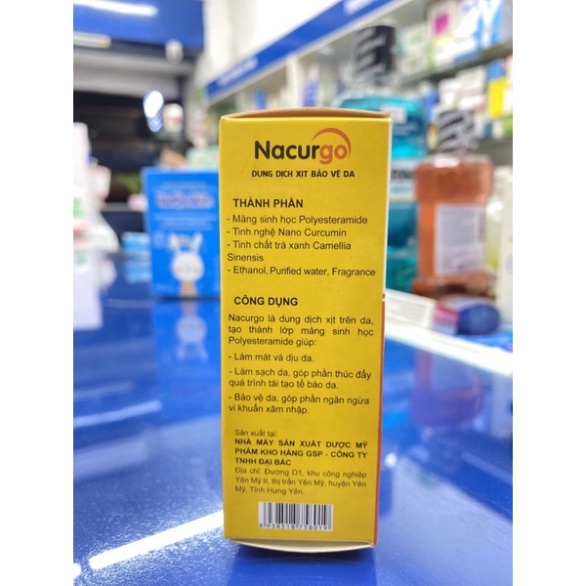 Nacurgo
DUNG DỊCH XỊT BẢO VỆ DA
THÀNH PHẦN
- Màng sinh học Polyesteramide
- Tinh nghệ Nano Curcumin
- Tinh chất trà xanh Camellia
Sinensis
- Ethanol, Purified water, Fragrance
CÔNG DỤNG
Nacurgo là dung dịch xịt trên da,
tạo thành lớp màng sinh học
Polyesteramide giúp:
- Làm mát và dịu da.
- Làm sạch da, góp phần thúc đẩy
quá trình tái tạo tế bào da.
- Bảo vệ da, góp phần ngăn ngừa
vi khuẩn xâm nhập.
Sản xuất tại:
NHÀ MÁY SẢN XUẤT DƯỢC MỸ
PHẨM KHO HÀNG GSP - CÔNG TY
TNHH ĐẠI BẮC
Địa chỉ: Đường D1, khu công nghiệp
Yên Mỹ II, thị trấn Yên Mỹ, huyện Yên
Mỹ, Tỉnh Hưng Yên.